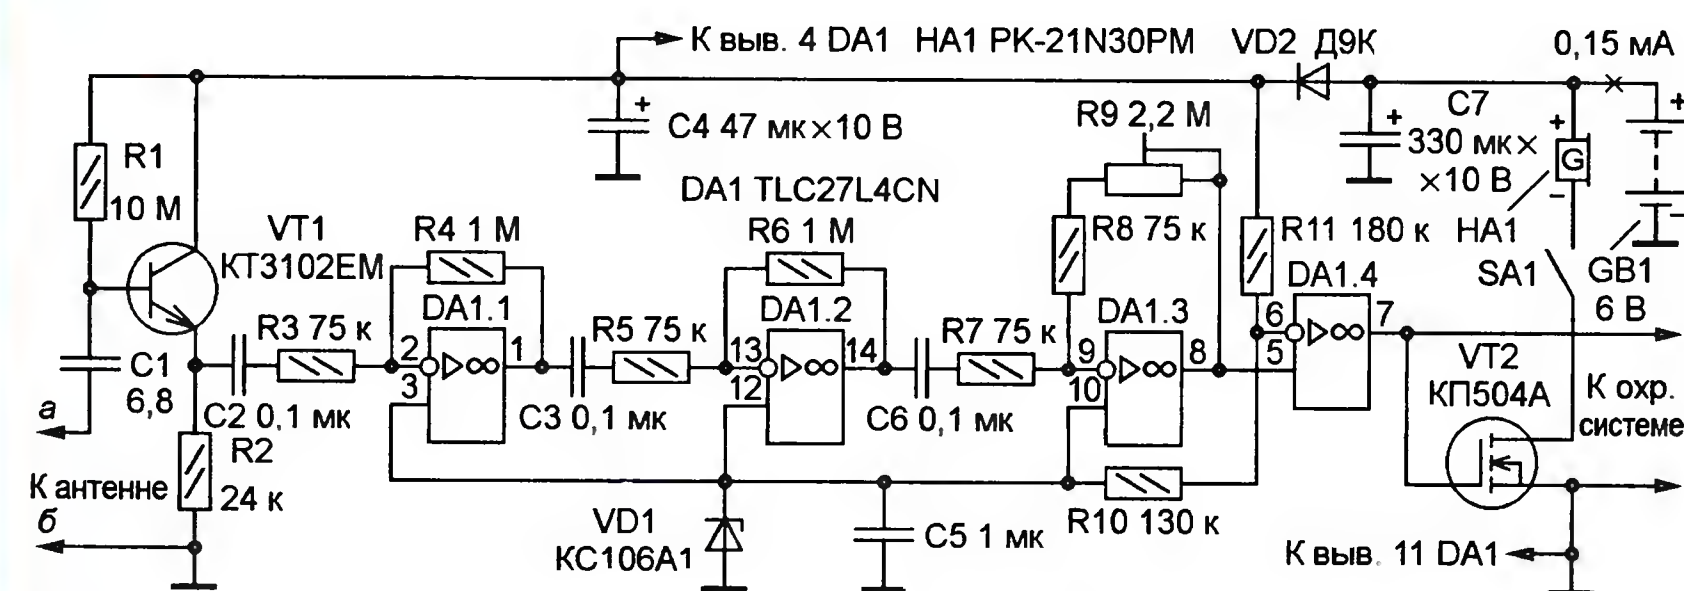 К выв. 4 DA1 HA1 PK-21N30PM VD2 Д9К 0,15 мА
+
C4 47 мк×10 В
R9 2,2 М
C7
+
330 мк×
×10 В
+
G
−
+
−
R1
10 М
DA1 TLC27L4CN
VT1
КТ3102ЕМ
R4 1 М
R6 1 М
R8 75 к
R11 180 к
HA1
SA1
GB1
6 В
DA1.1
DA1.2
DA1.3
DA1.4
R3 75 к
R5 75 к
R7 75 к
2
3
▷∞
1
13
12
▷∞
14
9
10
▷∞
8
6
5
▷∞
7
C1
6,8
C2 0,1 мк
C3 0,1 мк
C6 0,1 мк
VT2
КП504А
К охр.
системе
а
R2
24 к
К антенне
б
VD1
КС106А1
C5 1 мк
R10 130 к
К выв. 11 DA1